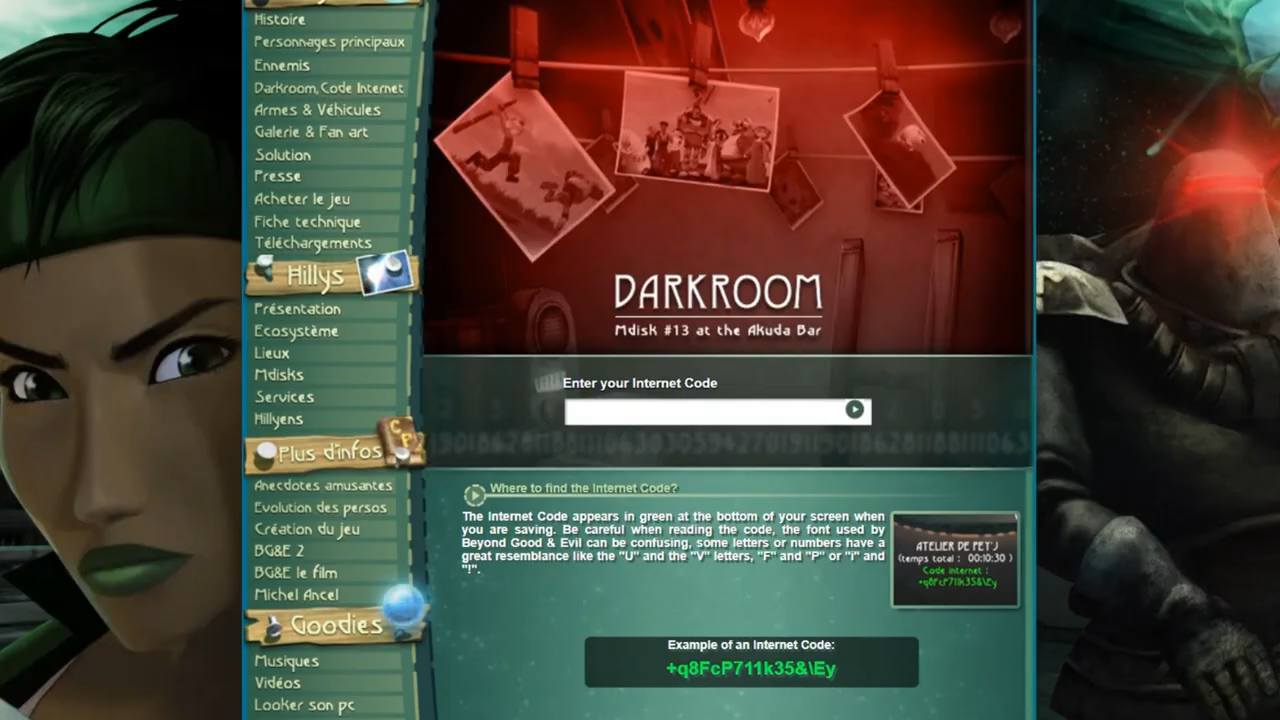 Histoire
Personnages principaux
Ennemis
Darkroom, Code Internet
Armes & Véhicules
Galerie & Fan art
Solution
Presse
Acheter le jeu
Fiche technique
Téléchargements
Hillys
Présentation
Ecosystème
Lieux
Mdisks
Services
Hillyens
Plus d'infos
Anecdotes amusantes
Evolution des persos
Création du jeu
BG&E 2
BG&E le film
Michel Ancel
Goodies
Musiques
Vidéos
Looker son pc
DARKROOM
Mdisk #13 at the Akuda Bar
Enter your Internet Code
Where to find the Internet Code?
The Internet Code appears in green at the bottom of your screen when
you are saving. Be careful when reading the code, the font used by
Beyond Good & Evil can be confusing, some letters or numbers have a
great resemblance like the "U" and the "V" letters, "F" and "P" or "i" and
"!".
ATELIER DE PET'J
(temps total : 00:10:30 )
Code internet :
+q8FcP711k35&\Ey
Example of an Internet Code:
+q8FcP711k35&\Ey